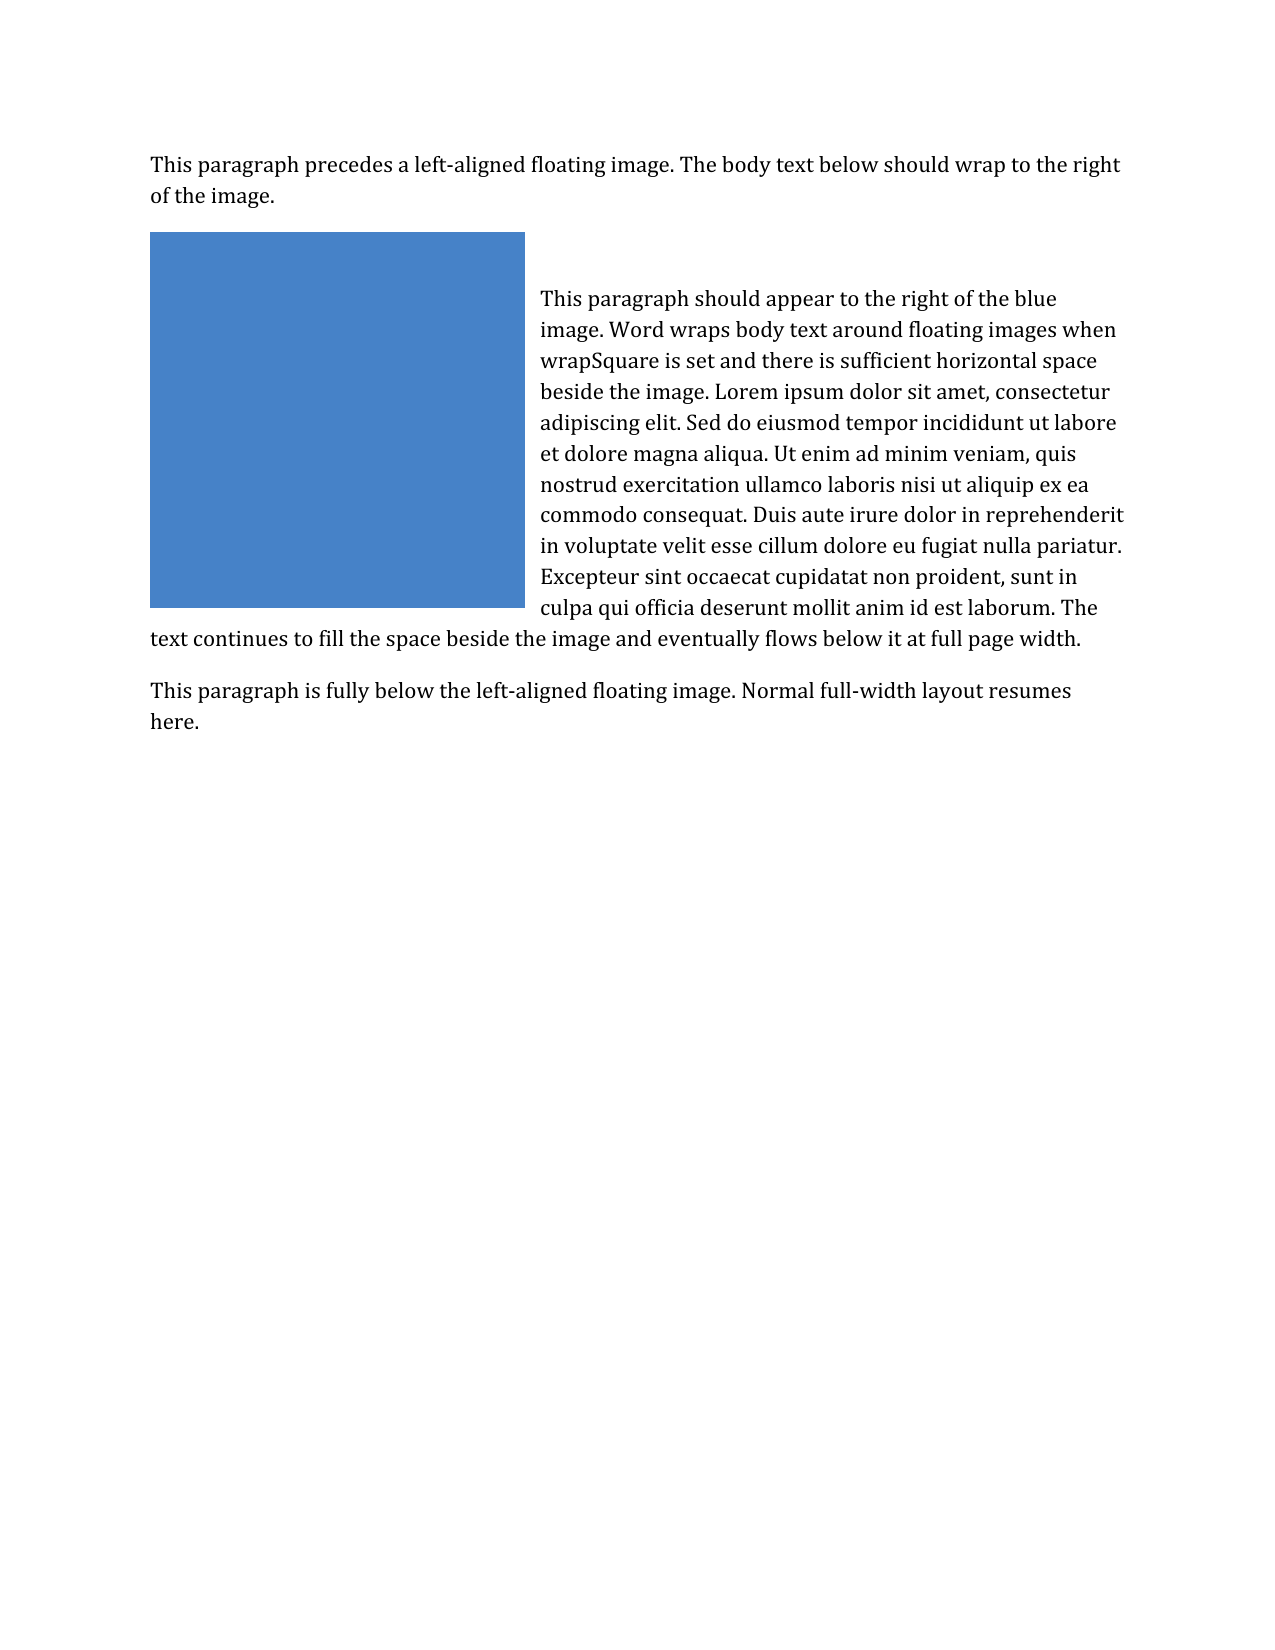 This paragraph precedes a left-aligned floating image. The body text below should wrap to the right
of the image.
This paragraph should appear to the right of the blue
image. Word wraps body text around floating images when
wrapSquare is set and there is sufficient horizontal space
beside the image. Lorem ipsum dolor sit amet, consectetur
adipiscing elit. Sed do eiusmod tempor incididunt ut labore
et dolore magna aliqua. Ut enim ad minim veniam, quis
nostrud exercitation ullamco laboris nisi ut aliquip ex ea
commodo consequat. Duis aute irure dolor in reprehenderit
in voluptate velit esse cillum dolore eu fugiat nulla pariatur.
Excepteur sint occaecat cupidatat non proident, sunt in
culpa qui officia deserunt mollit anim id est laborum. The
text continues to fill the space beside the image and eventually flows below it at full page width.
This paragraph is fully below the left-aligned floating image. Normal full-width layout resumes
here.